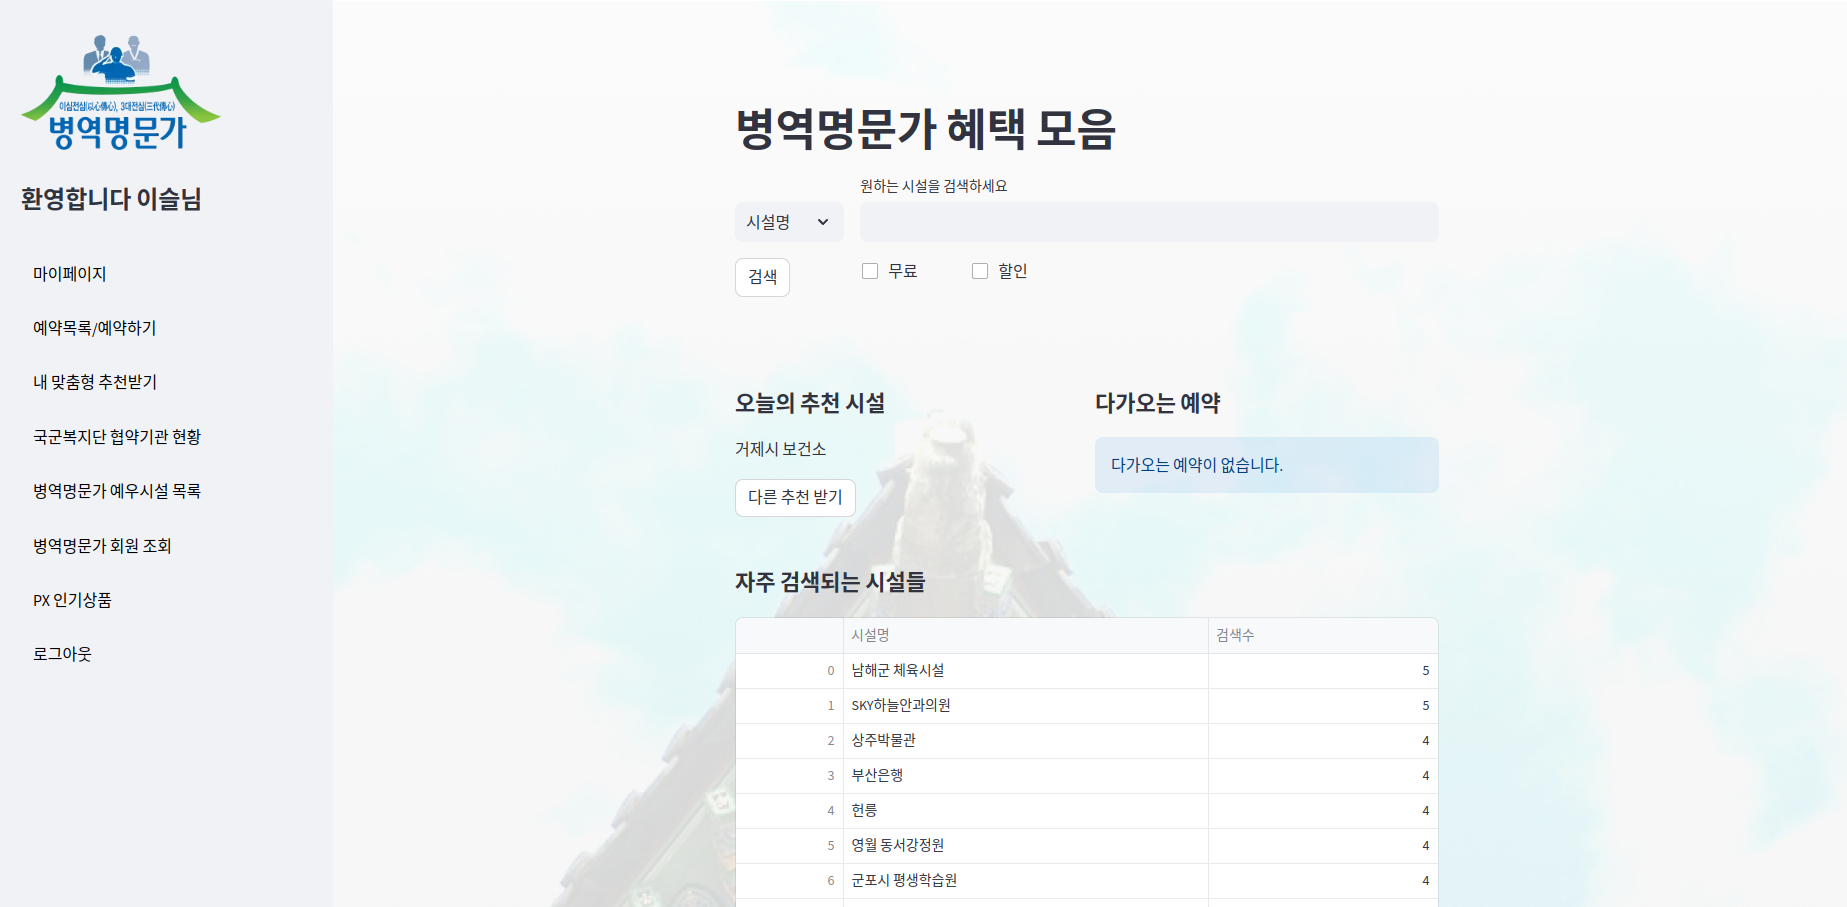 이심전심(以心傳心), 3대전심(三代傳心)
병역명문가
환영합니다 이슬님
마이페이지
예약목록/예약하기
내 맞춤형 추천받기
국군복지단 협약기관 현황
병역명문가 예우시설 목록
병역명문가 회원 조회
PX 인기상품
로그아웃
병역명문가 혜택 모음
원하는 시설을 검색하세요
시설명
검색
무료
할인
오늘의 추천 시설
거제시 보건소
다른 추천 받기
다가오는 예약
다가오는 예약이 없습니다.
자주 검색되는 시설들
시설명 검색수
0 남해군 체육시설 5
1 SKY하늘안과의원 5
2 상주박물관 4
3 부산은행 4
4 헌릉 4
5 영월 동서강정원 4
6 군포시 평생학습원 4